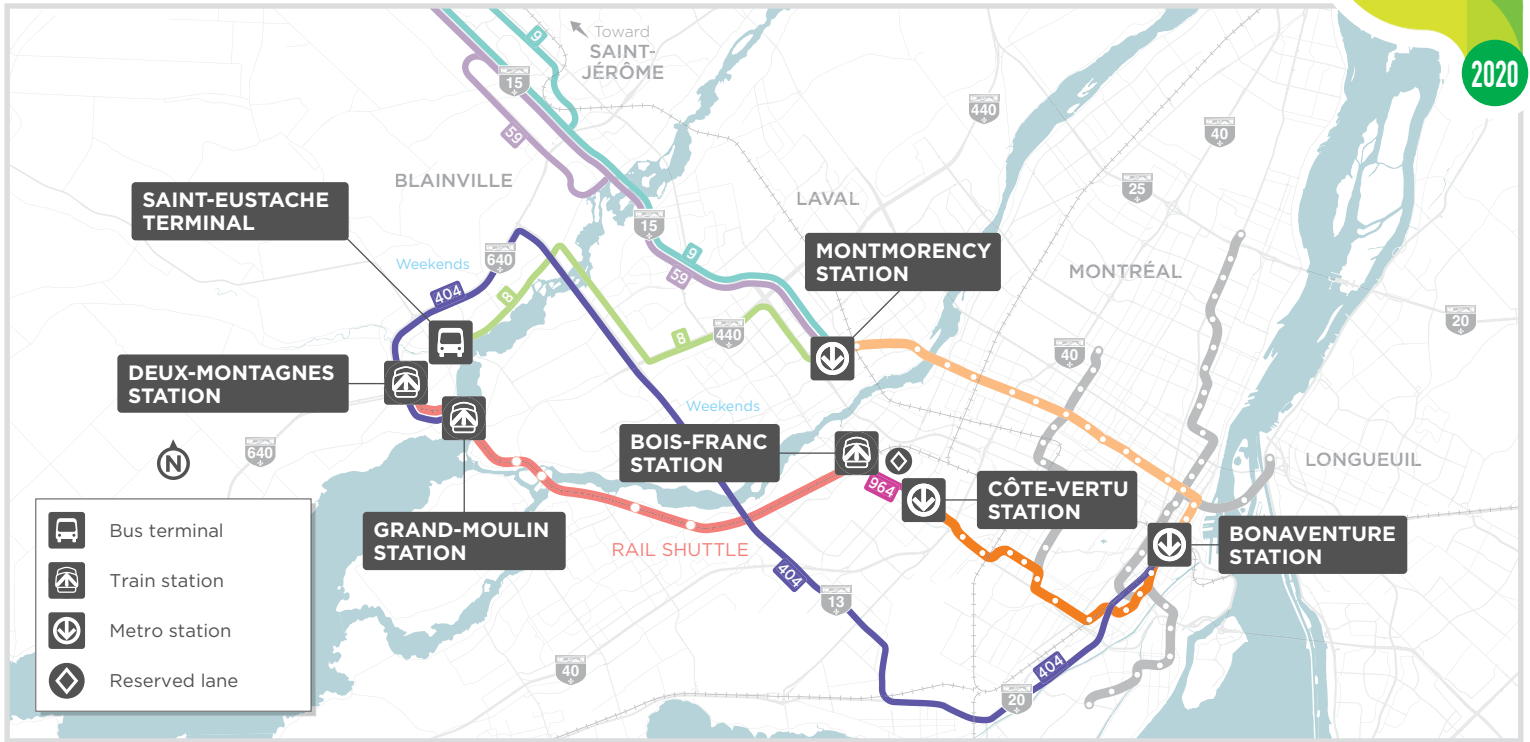 2020
9
Toward
SAINT-
JÉRÔME
15
59
440
40
BLAINVILLE
25
SAINT-EUSTACHE
TERMINAL
LAVAL
15
640
Weekends
9
MONTMORENCY
STATION
59
MONTRÉAL
404
8
8
440
20
40
DEUX-MONTAGNES
STATION
Weekends
BOIS-FRANC
STATION
640
N
LONGUEUIL
964
CÔTE-VERTU
STATION
GRAND-MOULIN
STATION
BONAVENTURE
STATION
RAIL SHUTTLE
404
13
Bus terminal
Train station
Metro station
Reserved lane
40
404
20